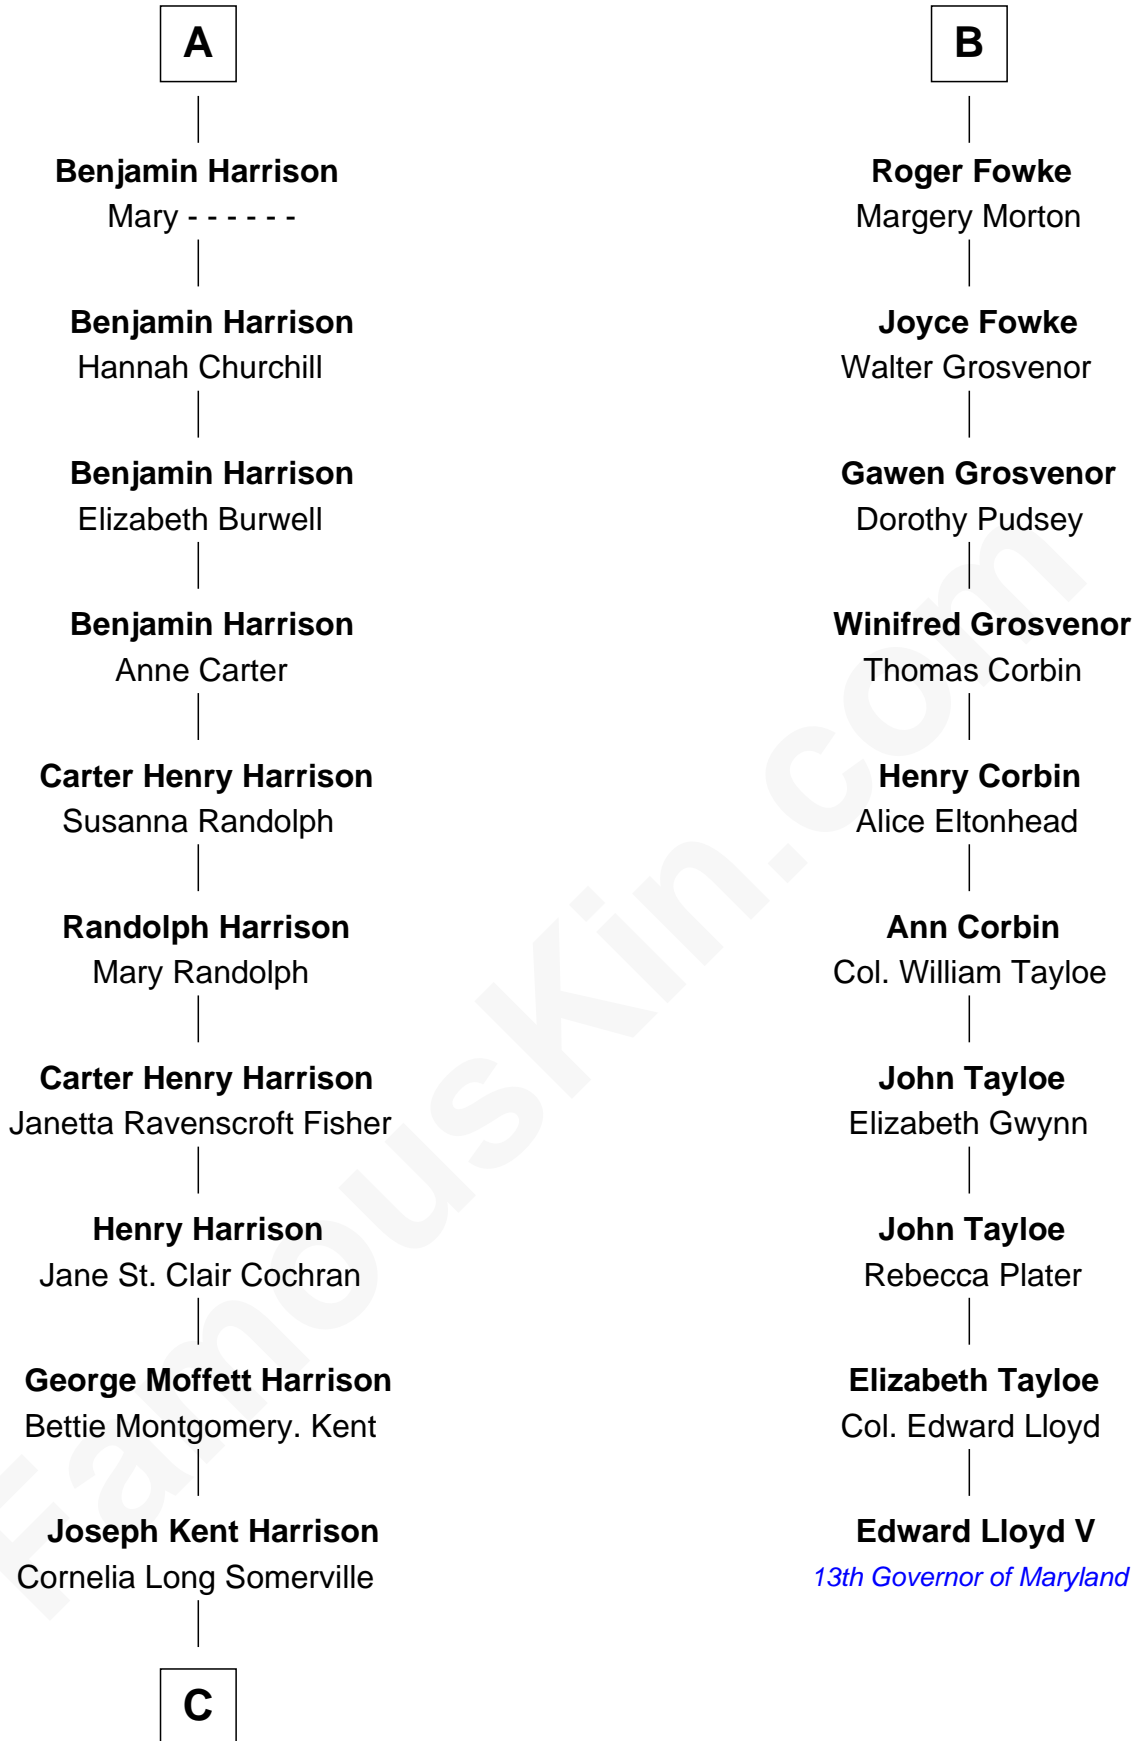 A
Benjamin Harrison
Mary - - - - - -
Benjamin Harrison
Hannah Churchill
Benjamin Harrison
Elizabeth Burwell
Benjamin Harrison
Anne Carter
Carter Henry Harrison
Susanna Randolph
Randolph Harrison
Mary Randolph
Carter Henry Harrison
Janetta Ravenscroft Fisher
Henry Harrison
Jane St. Clair Cochran
George Moffett Harrison
Bettie Montgomery. Kent
Joseph Kent Harrison
Cornelia Long Somerville
C
B
Roger Fowke
Margery Morton
Joyce Fowke
Walter Grosvenor
Gawen Grosvenor
Dorothy Pudsey
Winifred Grosvenor
Thomas Corbin
Henry Corbin
Alice Eltonhead
Ann Corbin
Col. William Tayloe
John Tayloe
Elizabeth Gwynn
John Tayloe
Rebecca Plater
Elizabeth Tayloe
Col. Edward Lloyd
Edward Lloyd V
13th Governor of Maryland
FamousKin.com